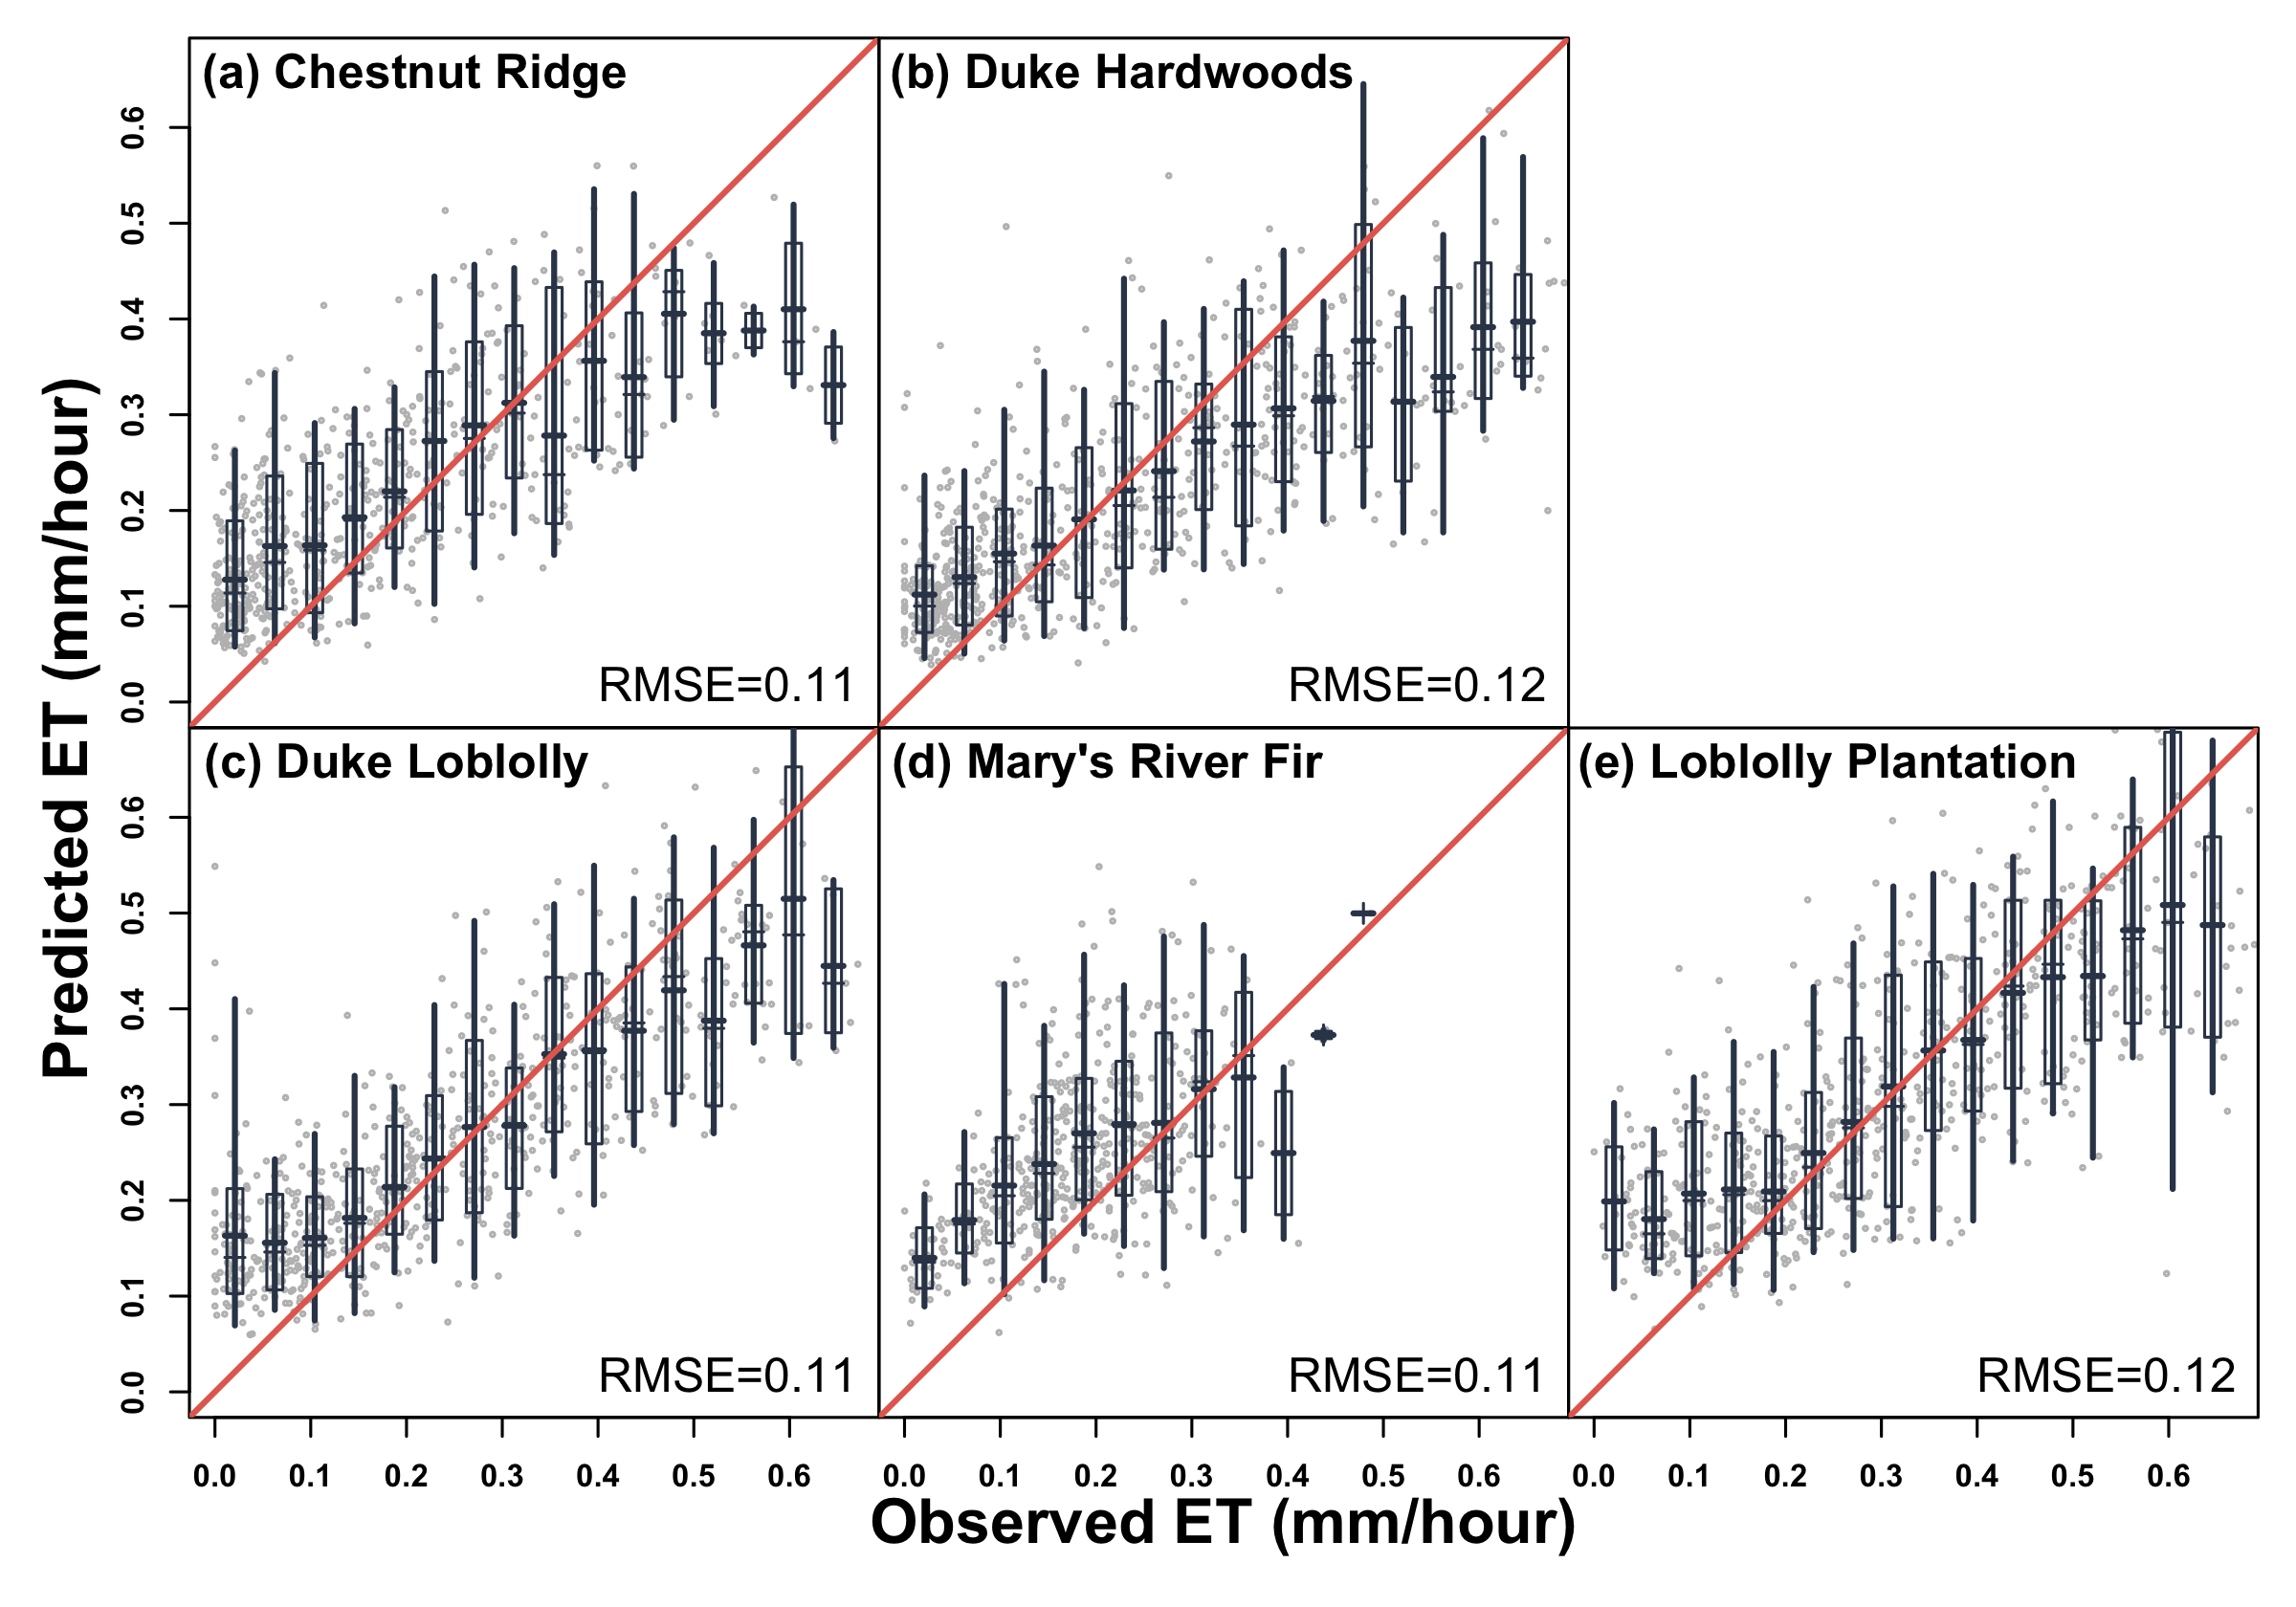 (a) Chestnut Ridge
(b) Duke Hardwoods
0.6
0.5
0.4
0.3
0.2
0.1
0.0
RMSE=0.11
RMSE=0.12
Predicted ET (mm/hour)
(c) Duke Loblolly
(d) Mary's River Fir
(e) Loblolly Plantation
0.6
0.5
0.4
0.3
0.2
0.1
0.0
RMSE=0.11
RMSE=0.11
RMSE=0.12
0.0 0.1 0.2 0.3 0.4 0.5 0.6
0.0 0.1 0.2 0.3 0.4 0.5 0.6
0.0 0.1 0.2 0.3 0.4 0.5 0.6
Observed ET (mm/hour)